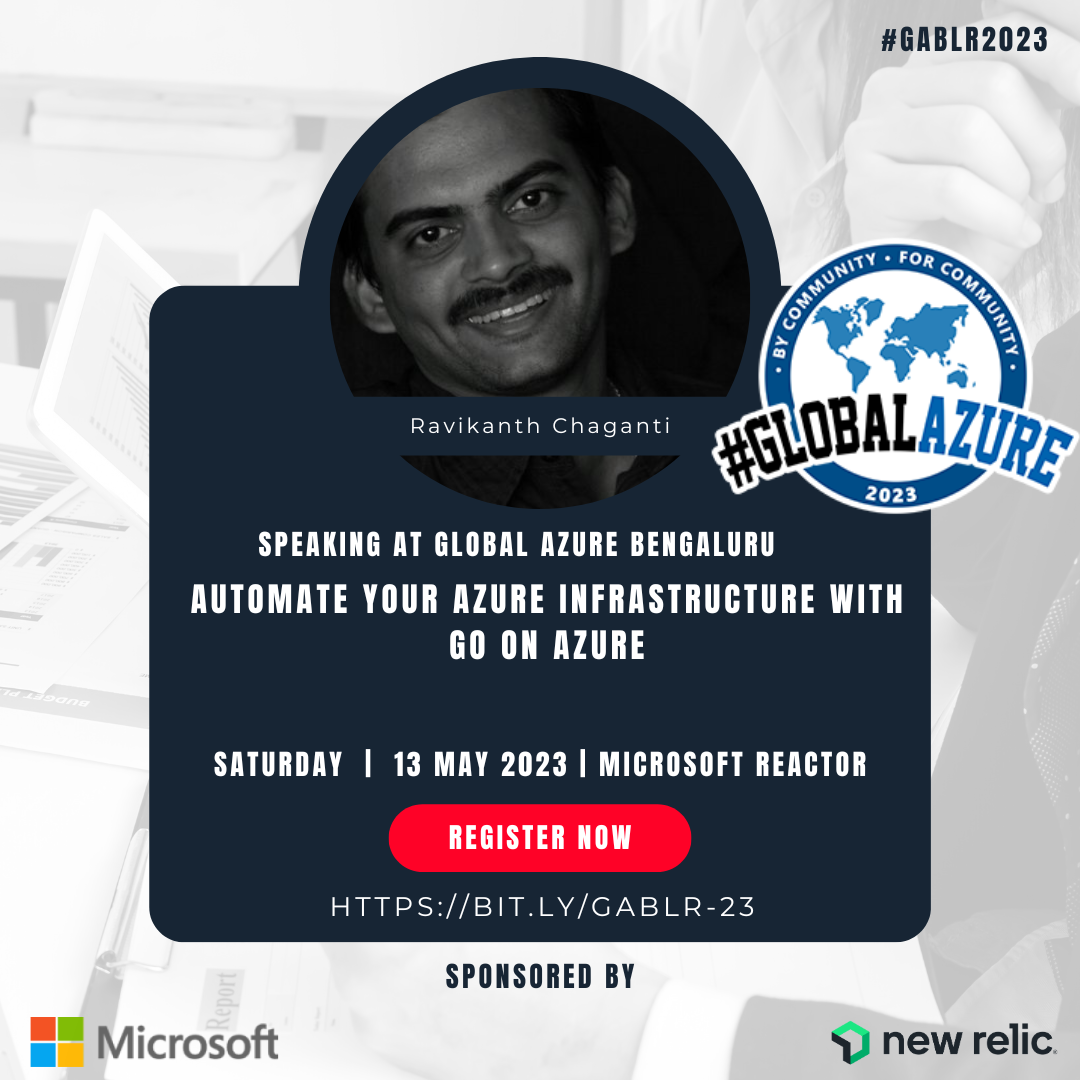 #GABLR2023
BY COMMUNITY • FOR COMMUNITY
#GLOBALAZURE
2023
Ravikanth Chaganti
SPEAKING AT GLOBAL AZURE BENGALURU
AUTOMATE YOUR AZURE INFRASTRUCTURE WITH
GO ON AZURE
SATURDAY | 13 MAY 2023 | MICROSOFT REACTOR
REGISTER NOW
HTTPS://BIT.LY/GABLR-23
SPONSORED BY
Report
Microsoft
new relic